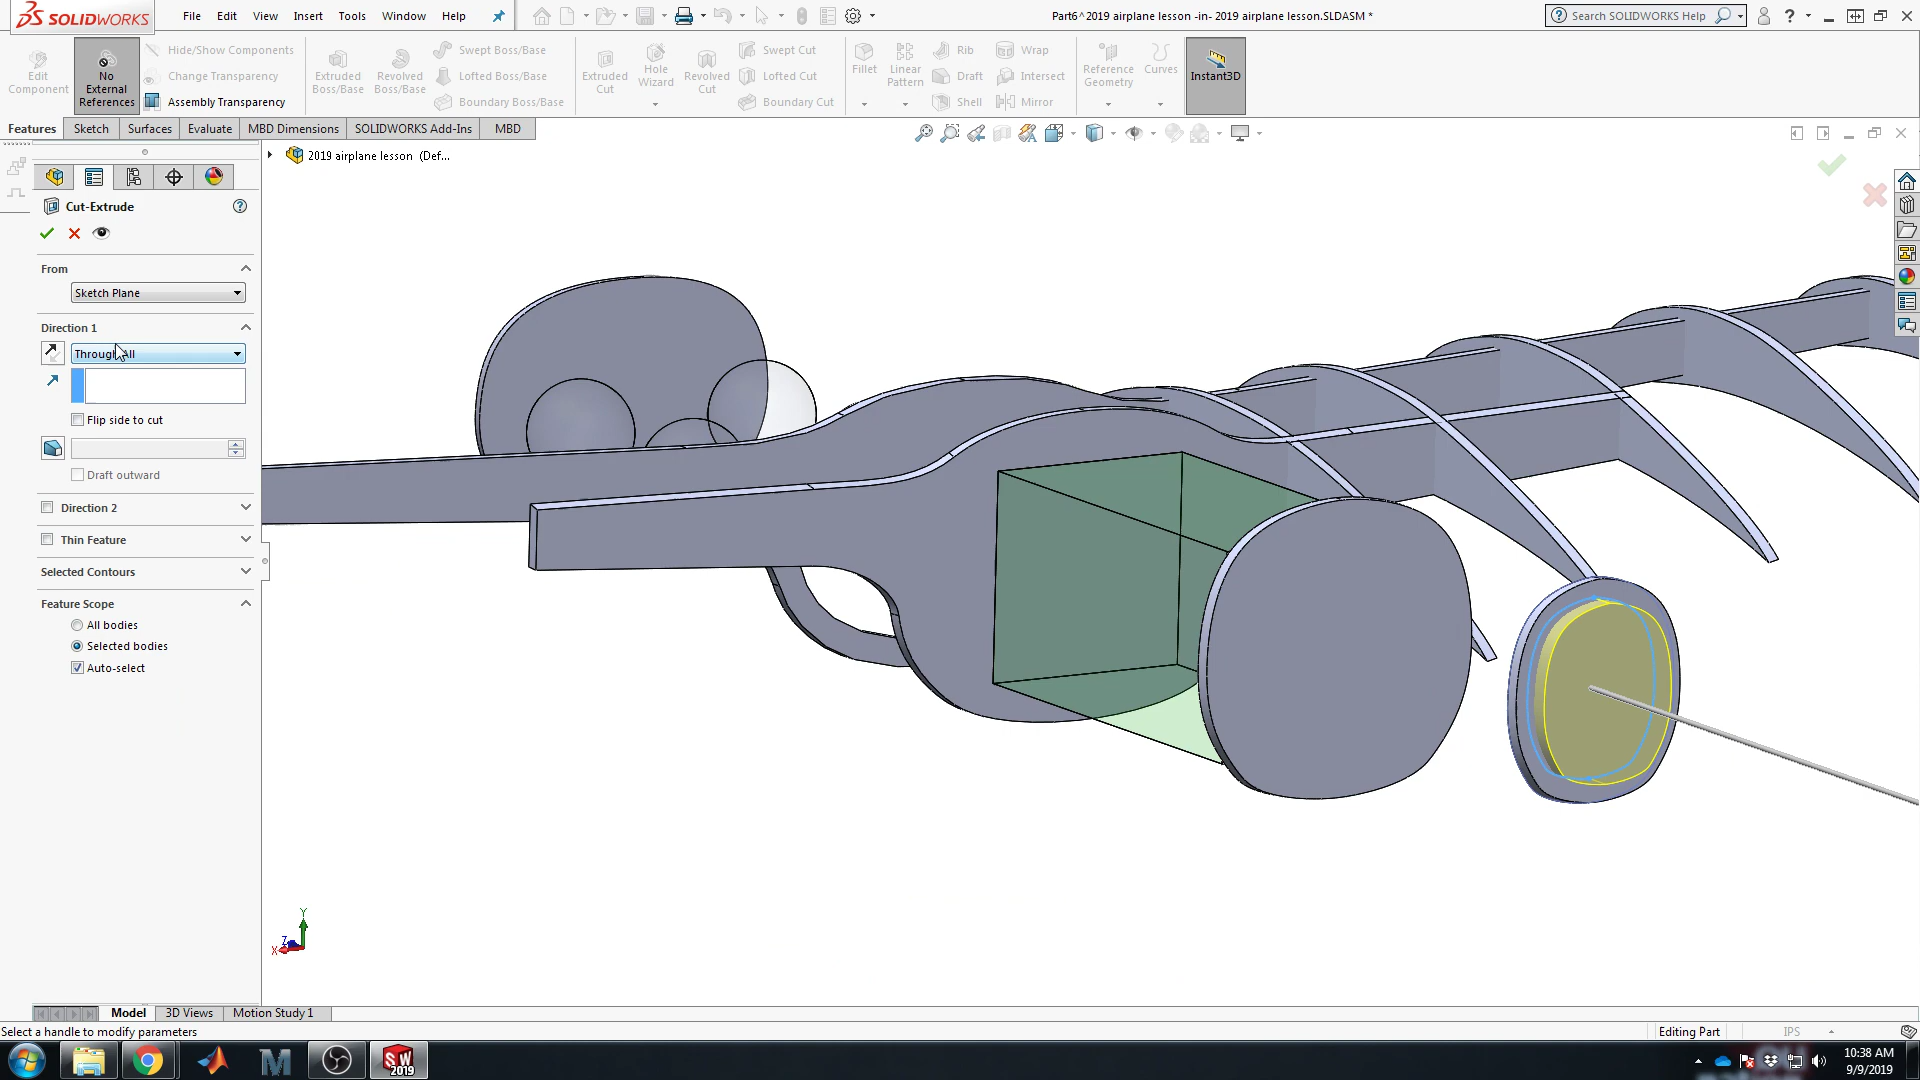 SOLIDWORKS
File Edit View Insert Tools Window Help
Part6^2019 airplane lesson -in- 2019 airplane lesson.SLDASM *
Search SOLIDWORKS Help
Edit Component
No External References
Hide/Show Components
Change Transparency
Assembly Transparency
Extruded Boss/Base
Revolved Boss/Base
Swept Boss/Base
Lofted Boss/Base
Boundary Boss/Base
Extruded Cut
Hole Wizard
Revolved Cut
Swept Cut
Lofted Cut
Boundary Cut
Fillet
Linear Pattern
Rib
Draft
Shell
Wrap
Intersect
Mirror
Reference Geometry
Curves
Instant3D
Features Sketch Surfaces Evaluate MBD Dimensions SOLIDWORKS Add-Ins MBD
2019 airplane lesson (Def...
Cut-Extrude
From
Sketch Plane
Direction 1
Through All
Flip side to cut
Draft outward
Direction 2
Thin Feature
Selected Contours
Feature Scope
All bodies
Selected bodies
Auto-select
Y
Z
X
Model 3D Views Motion Study 1
Select a handle to modify parameters
Editing Part
IPS
SW 2019
10:38 AM
9/9/2019